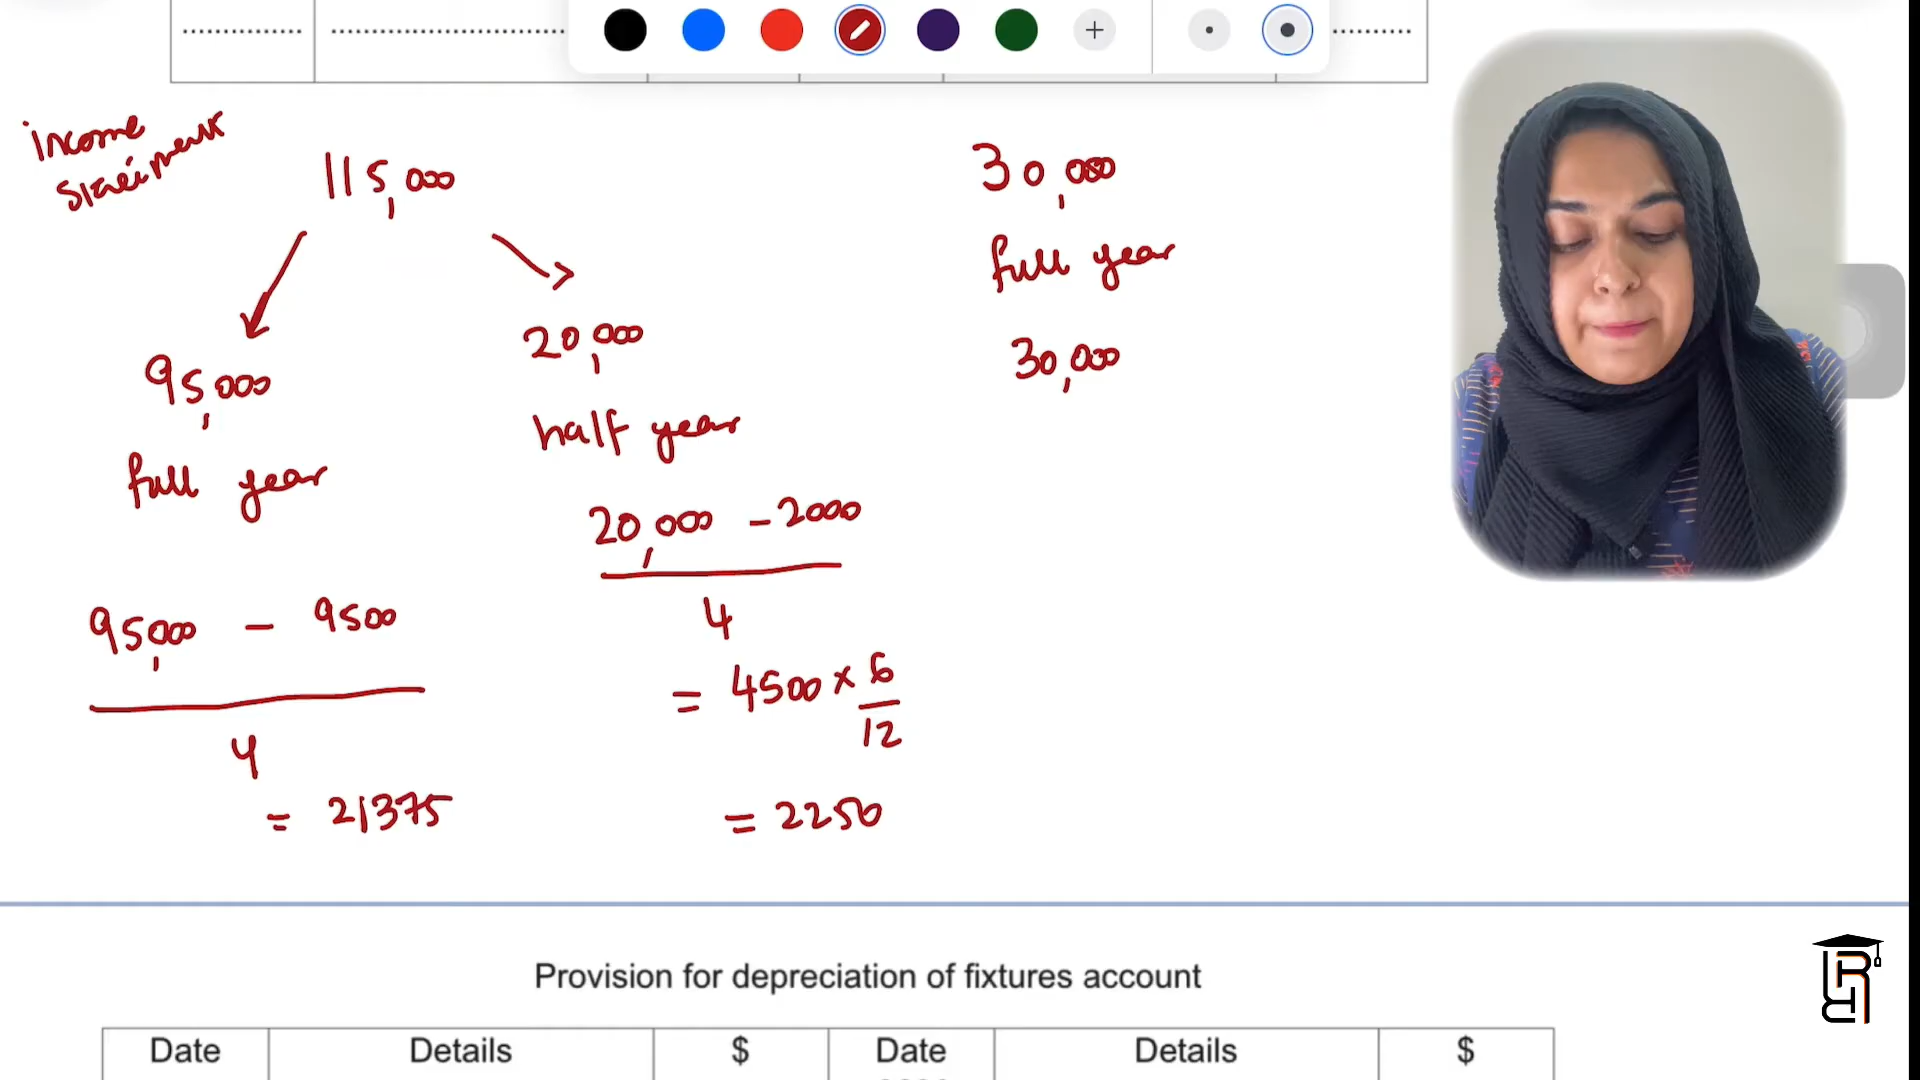 income
statement
115,000
30,000
full year
30,000
95,000
full year
20,000
half year
95,000 - 9500
4
= 21375
20,000 - 2000
4
= 4500 x 6
12
= 2250
Provision for depreciation of fixtures account
Date Details $ Date Details $